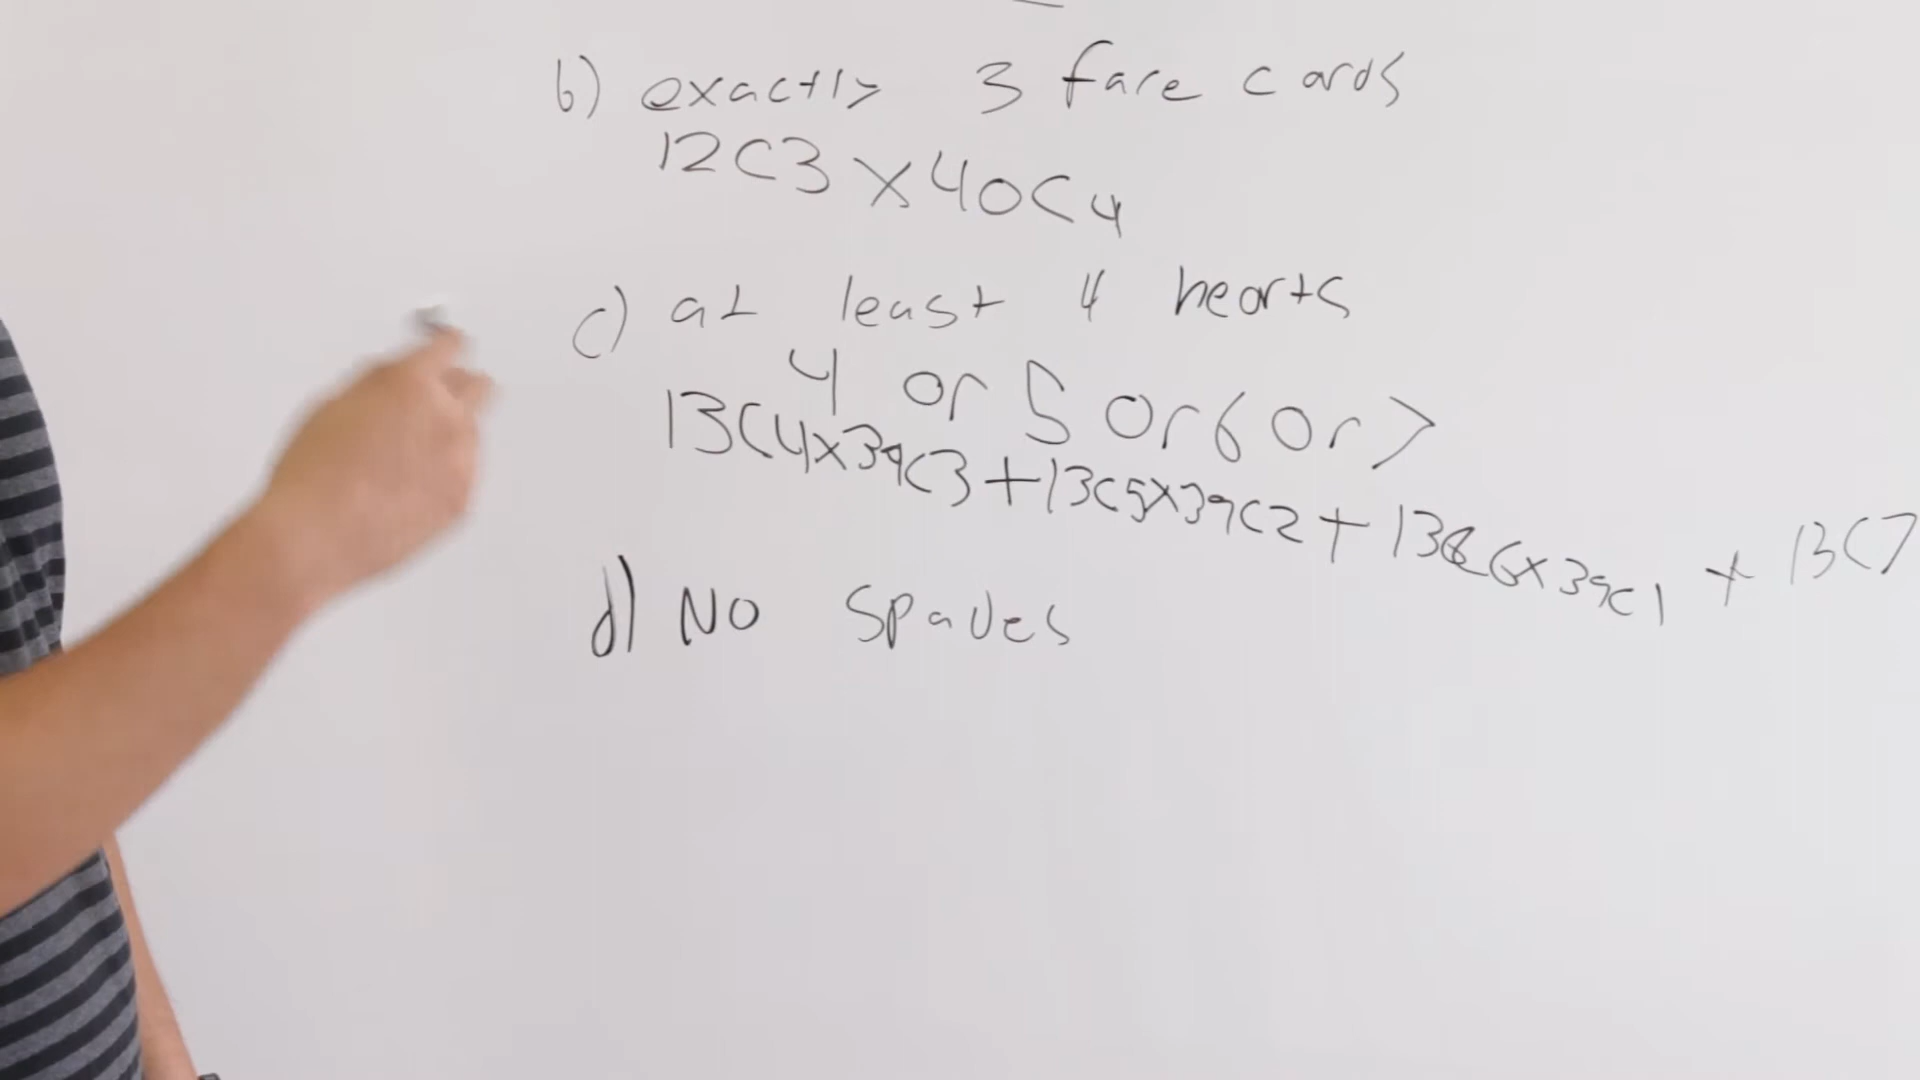 b) exactly 3 face cards
12C3 X 40C4
c) at least 4 hearts
4 or 5 or 6 or 7
13C4x39C3+13C5x39C2+13C6x39C1 + 13C7
d) No Spades